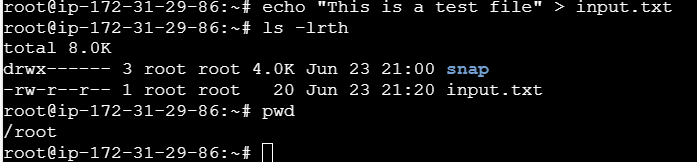 root@ip-172-31-29-86:~# echo "This is a test file" > input.txt
root@ip-172-31-29-86:~# ls -lrth
total 8.0K
drwx------ 3 root root 4.0K Jun 23 21:00 snap
-rw-r--r-- 1 root root   20 Jun 23 21:20 input.txt
root@ip-172-31-29-86:~# pwd
/root
root@ip-172-31-29-86:~#